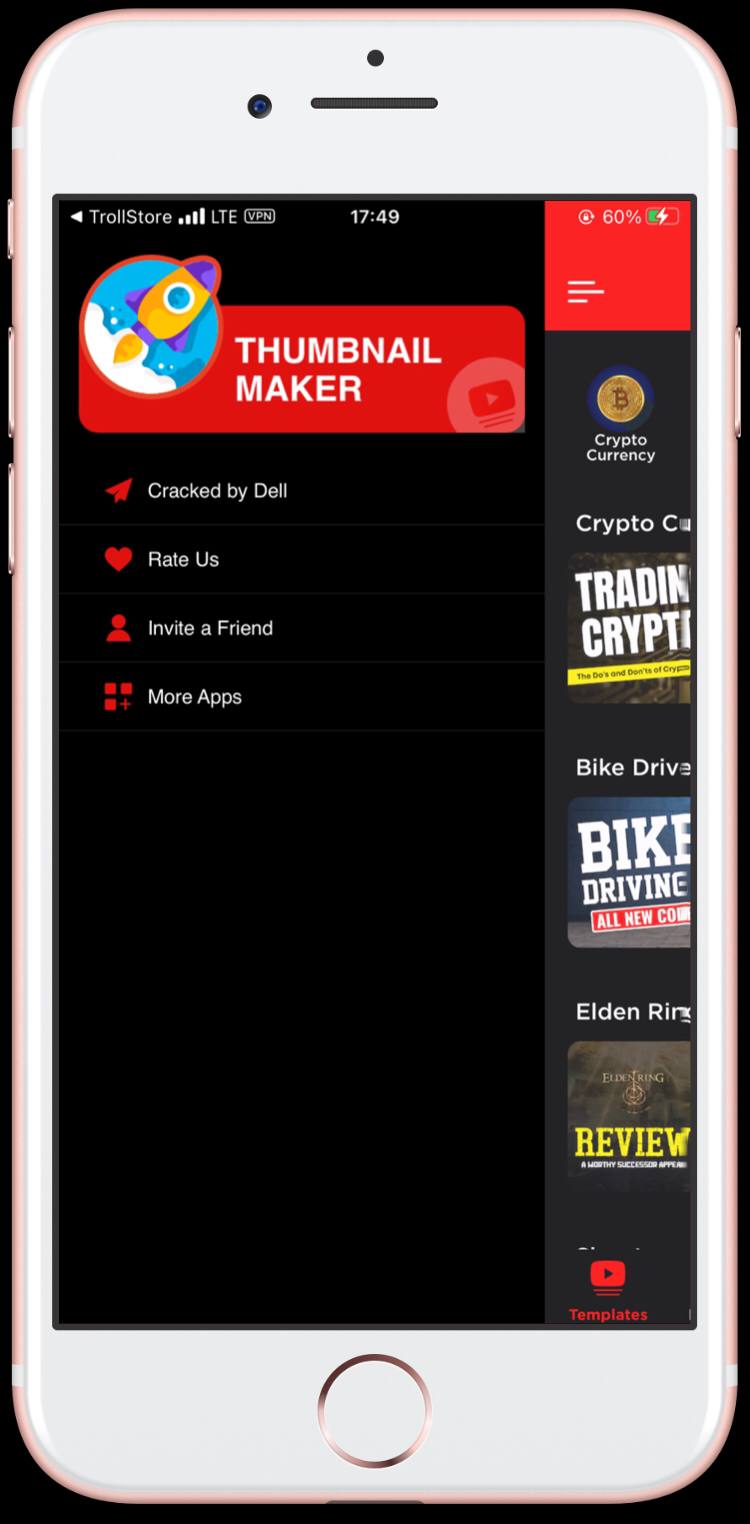 TrollStore LTE VPN 17:49 60%
THUMBNAIL
MAKER
Cracked by Dell
Rate Us
Invite a Friend
More Apps
Crypto
Currency
Crypto
TRADIN
CRYPT
The Do's and Don'ts of Cryp
Bike Drive
BIKE
DRIVING
ALL NEW CO
Elden Ring
ELDEN RING
REVIEW
A WORTHY SUCCESSOR APPEA
Templates